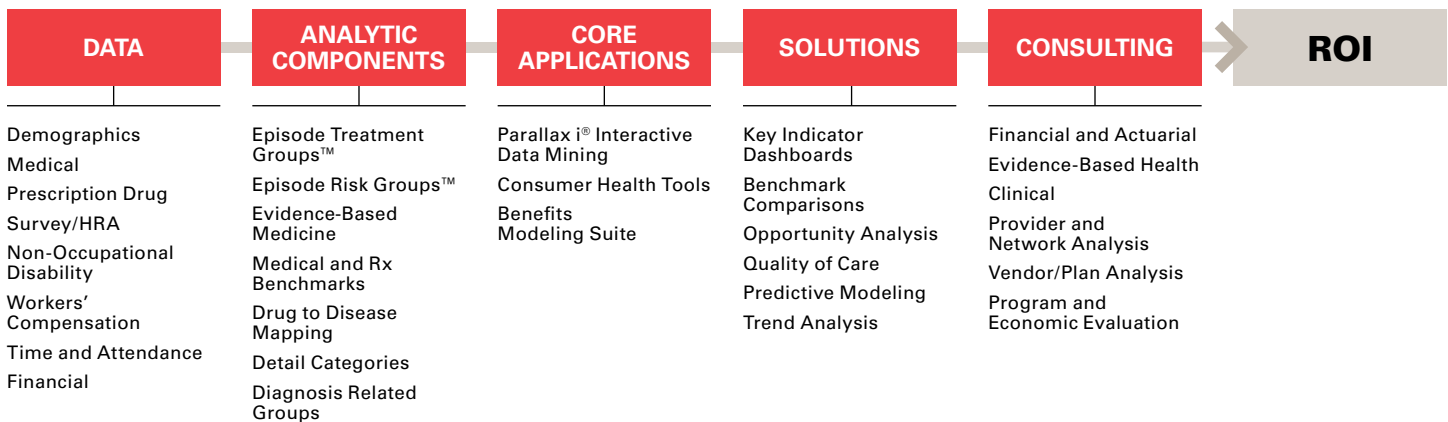 DATA
ANALYTIC
COMPONENTS
CORE
APPLICATIONS
SOLUTIONS
CONSULTING
ROI
Demographics
Medical
Prescription Drug
Survey/HRA
Non-Occupational
Disability
Workers’
Compensation
Time and Attendance
Financial
Episode Treatment
Groups™
Episode Risk Groups™
Evidence-Based
Medicine
Medical and Rx
Benchmarks
Drug to Disease
Mapping
Detail Categories
Diagnosis Related
Groups
Parallax i® Interactive
Data Mining
Consumer Health Tools
Benefits
Modeling Suite
Key Indicator
Dashboards
Benchmark
Comparisons
Opportunity Analysis
Quality of Care
Predictive Modeling
Trend Analysis
Financial and Actuarial
Evidence-Based Health
Clinical
Provider and
Network Analysis
Vendor/Plan Analysis
Program and
Economic Evaluation